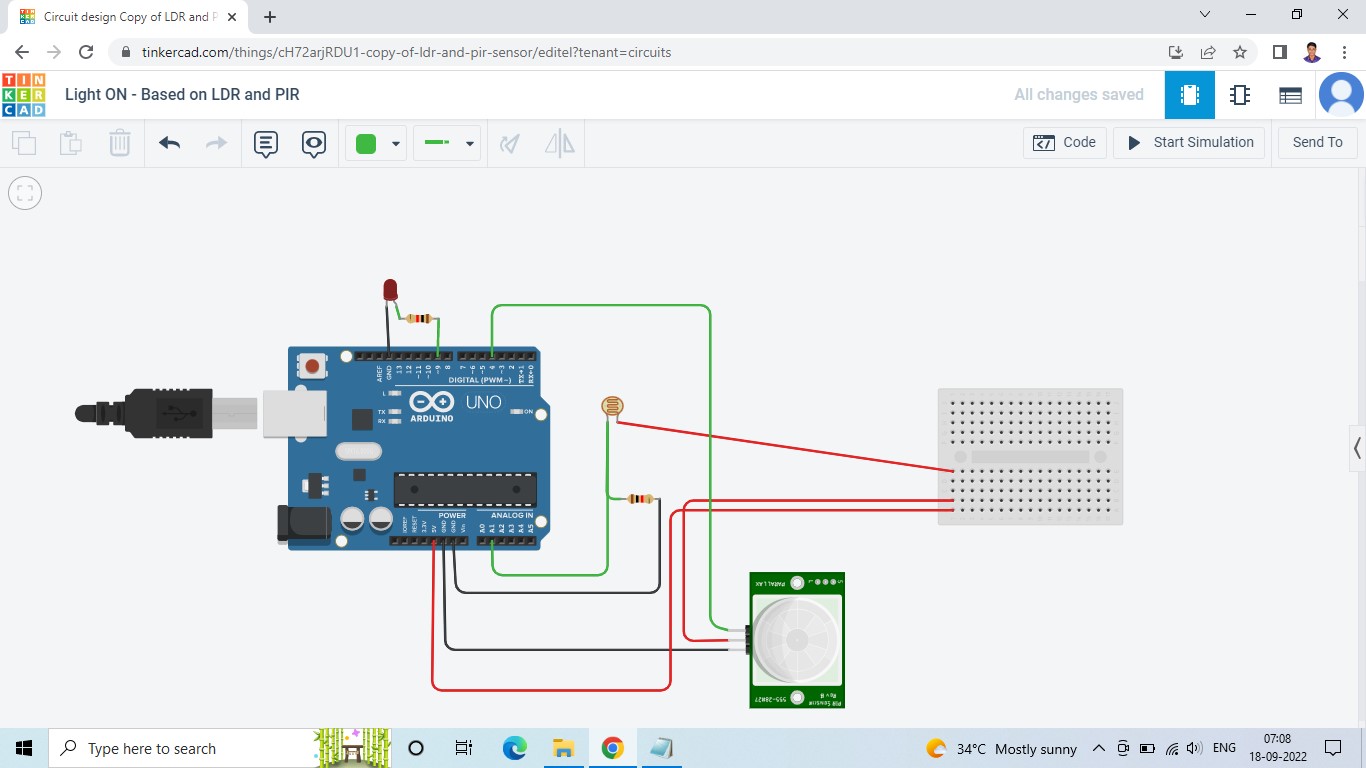 Circuit design Copy of LDR and P
tinkercad.com/things/cH72arjRDU1-copy-of-ldr-and-pir-sensor/editel?tenant=circuits
TIN
KER
CAD
Light ON - Based on LDR and PIR
All changes saved
Code
Start Simulation
Send To
AREF
GND
13
12
~11
~10
~9
8
7
~6
~5
4
~3
2
TX→1
RX←0
DIGITAL (PWM~)
L
TX
RX
ARDUINO
UNO
ON
POWER
ANALOG IN
IOREF
RESET
3.3V
5V
GND
GND
Vin
A0
A1
A2
A3
A4
A5
PARALLAX
555-28027
PIR Sensor
Rev B
Type here to search
34°C Mostly sunny
ENG
07:08
18-09-2022